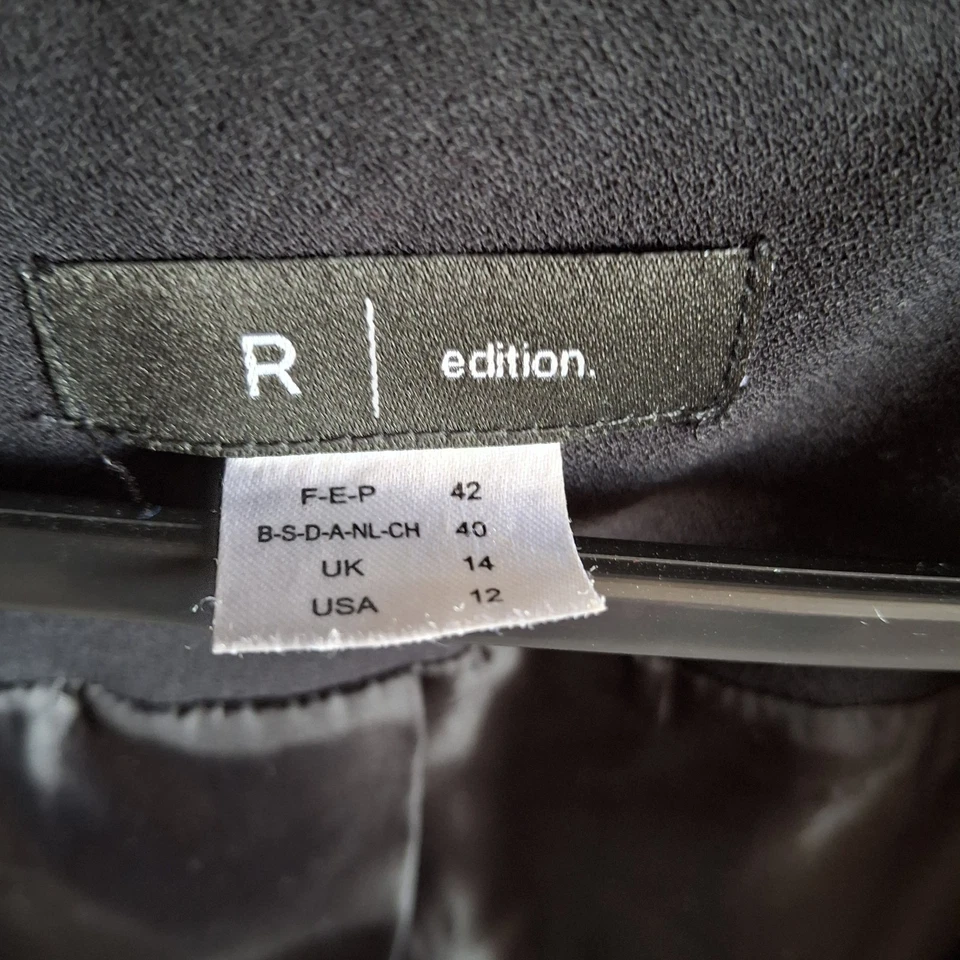 R | edition.
F-E-P 42
B-S-D-A-NL-CH 40
UK 14
USA 12